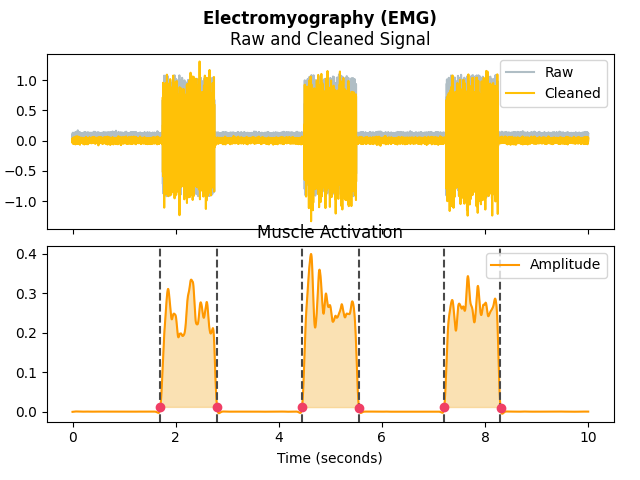 Electromyography (EMG)
Raw and Cleaned Signal
Raw
Cleaned
1.0
0.5
0.0
−0.5
−1.0
Muscle Activation
Amplitude
0.4
0.3
0.2
0.1
0.0
0 2 4 6 8 10
Time (seconds)